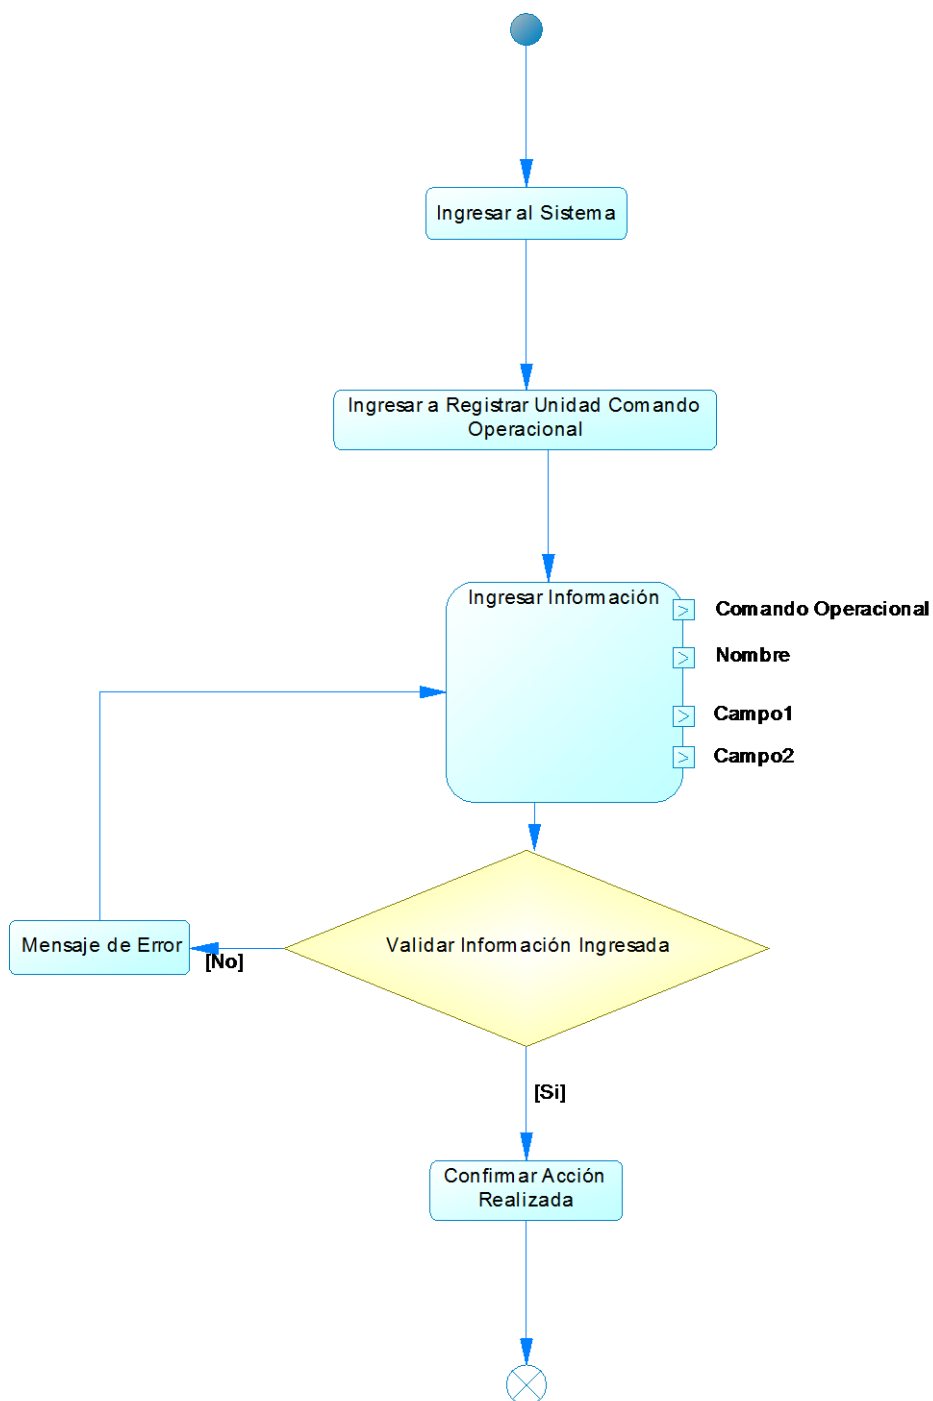 Ingresar al Sistema
Ingresar a Registrar Unidad Comando
Operacional
Ingresar Información
>
Comando Operacional
>
Nombre
>
Campo1
>
Campo2
Validar Información Ingresada
Mensaje de Error
[No]
[Si]
Confirmar Acción
Realizada